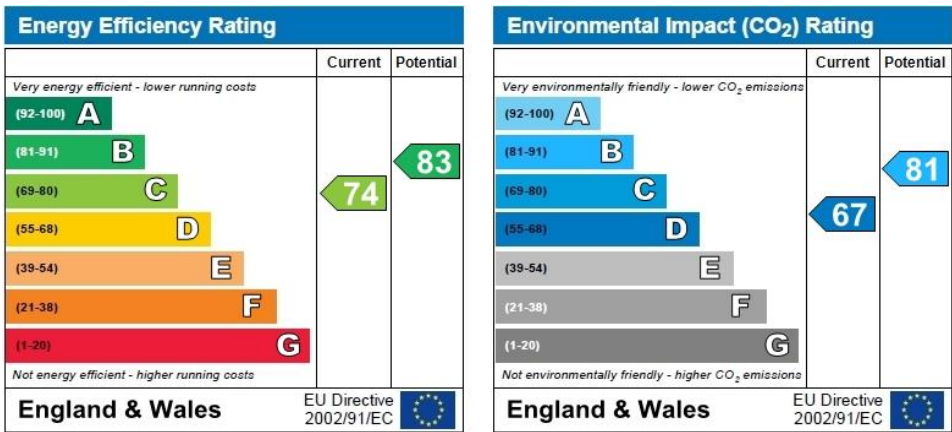 Energy Efficiency Rating
Current Potential
Very energy efficient - lower running costs
(92-100) A
(81-91) B
83
(69-80) C
74
(55-68) D
(39-54) E
(21-38) F
(1-20) G
Not energy efficient - higher running costs
England & Wales
EU Directive
2002/91/EC
Environmental Impact (CO₂) Rating
Current Potential
Very environmentally friendly - lower CO₂ emissions
(92-100) A
(81-91) B
81
(69-80) C
(55-68) D
67
(39-54) E
(21-38) F
(1-20) G
Not environmentally friendly - higher CO₂ emissions
England & Wales
EU Directive
2002/91/EC